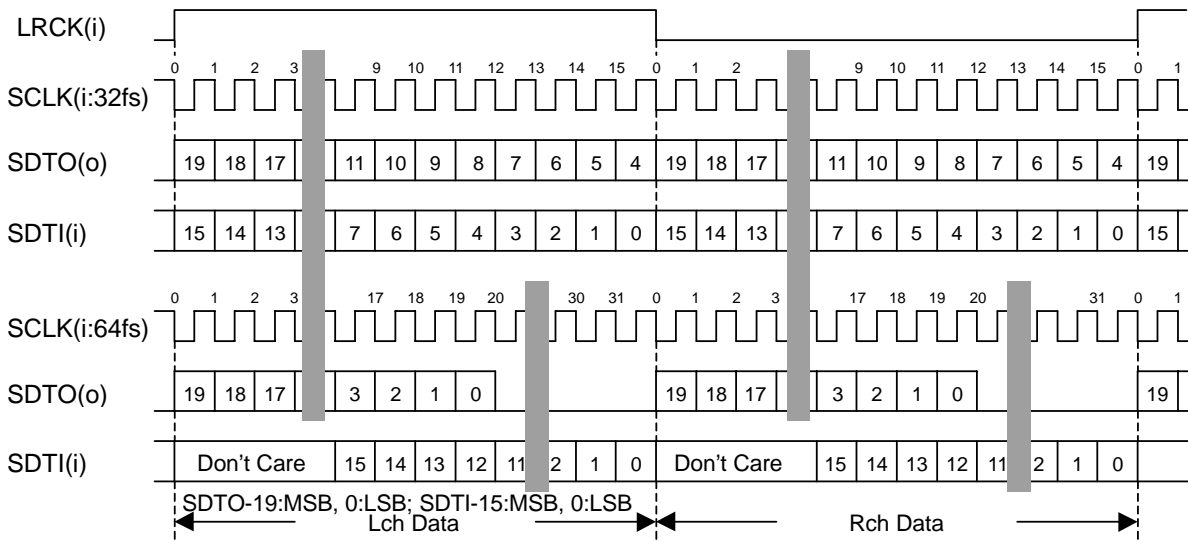 LRCK(i)
0 1 2 3 9 10 11 12 13 14 15 0 1 2 9 10 11 12 13 14 15 0 1
SCLK(i:32fs)
SDTO(o) 19 18 17 11 10 9 8 7 6 5 4 19 18 17 11 10 9 8 7 6 5 4 19
SDTI(i) 15 14 13 7 6 5 4 3 2 1 0 15 14 13 7 6 5 4 3 2 1 0 15
0 1 2 3 17 18 19 20 30 31 0 1 2 3 17 18 19 20 31 0 1
SCLK(i:64fs)
SDTO(o) 19 18 17 3 2 1 0 19 18 17 3 2 1 0 19
SDTI(i) Don't Care 15 14 13 12 11 2 1 0 Don't Care 15 14 13 12 11 2 1 0
SDTO-19:MSB, 0:LSB; SDTI-15:MSB, 0:LSB
Lch Data Rch Data